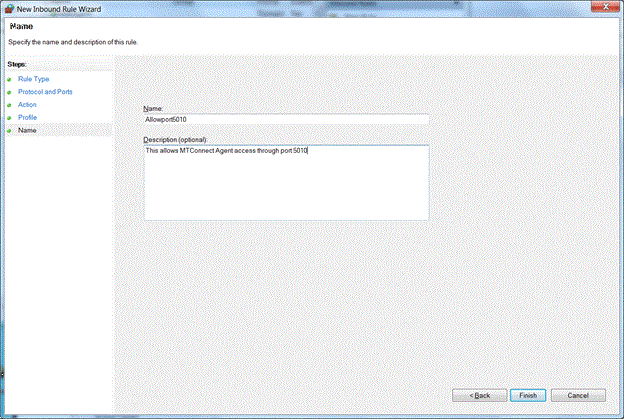 New Inbound Rule Wizard
Name
Specify the name and description of this rule.
Steps:
Rule Type
Protocol and Ports
Action
Profile
Name
Name:
Allowport5010
Description (optional):
This allows MTConnect Agent access through port 5010
< Back
Finish
Cancel